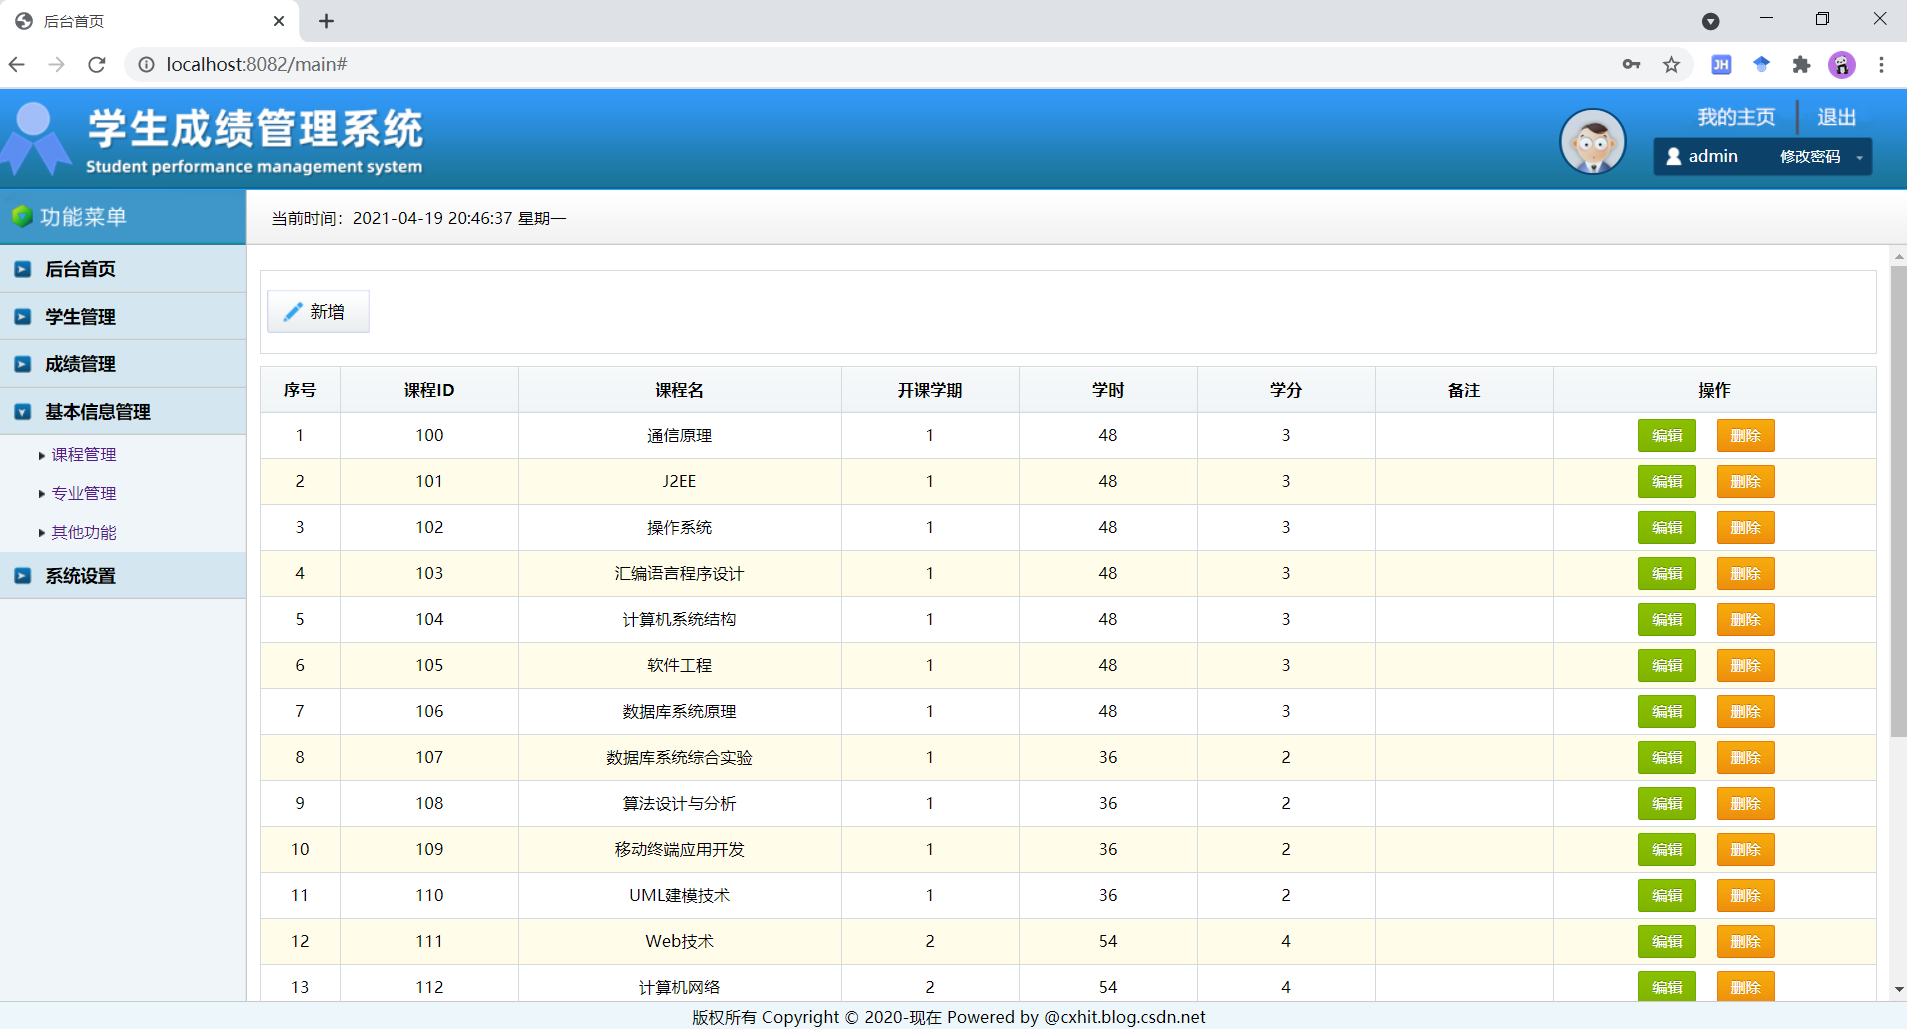 后台首页
localhost:8082/main#
JH
学生成绩管理系统
Student performance management system
我的主页 退出
admin 修改密码
功能菜单
当前时间：2021-04-19 20:46:37 星期一
后台首页
学生管理
成绩管理
基本信息管理
课程管理
专业管理
其他功能
系统设置
新增
序号 课程ID 课程名 开课学期 学时 学分 备注 操作
1 100 通信原理 1 48 3 编辑 删除
2 101 J2EE 1 48 3 编辑 删除
3 102 操作系统 1 48 3 编辑 删除
4 103 汇编语言程序设计 1 48 3 编辑 删除
5 104 计算机系统结构 1 48 3 编辑 删除
6 105 软件工程 1 48 3 编辑 删除
7 106 数据库系统原理 1 48 3 编辑 删除
8 107 数据库系统综合实验 1 36 2 编辑 删除
9 108 算法设计与分析 1 36 2 编辑 删除
10 109 移动终端应用开发 1 36 2 编辑 删除
11 110 UML建模技术 1 36 2 编辑 删除
12 111 Web技术 2 54 4 编辑 删除
13 112 计算机网络 2 54 4 编辑 删除
版权所有 Copyright © 2020-现在 Powered by @cxhit.blog.csdn.net